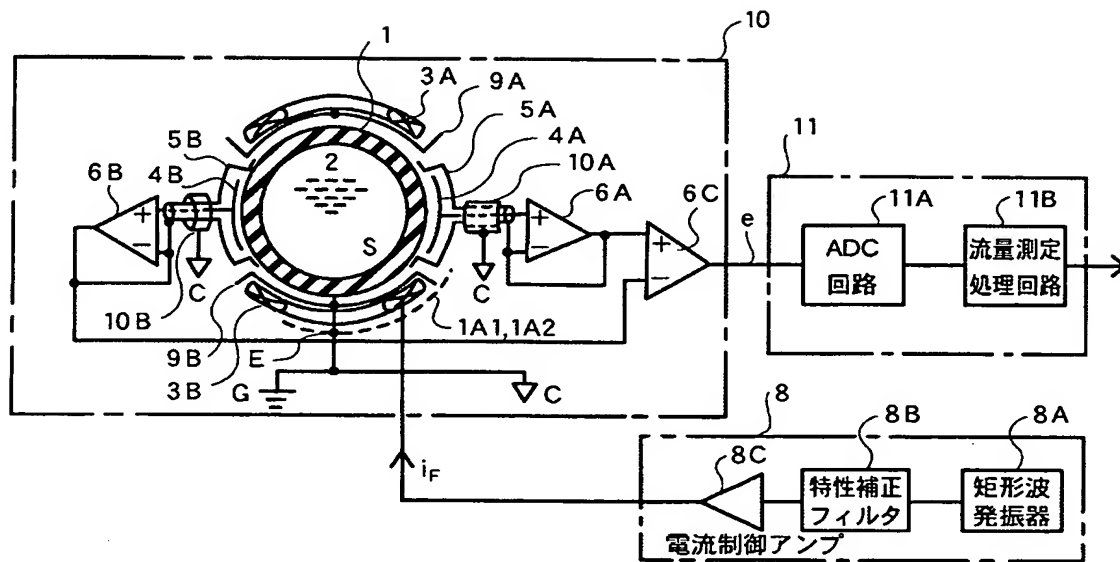 1
10
3A
9A
5A
5B
4A
2
10A
6B
4B
6A
6C
11
11A
11B
+
−
+
−
+
−
e
ADC
回路
流量測定
処理回路
S
C
C
10B
1A1,1A2
9B
E
3B
G
C
8
8B
8A
8C
iF
特性補正
フィルタ
矩形波
発振器
電流制御アンプ